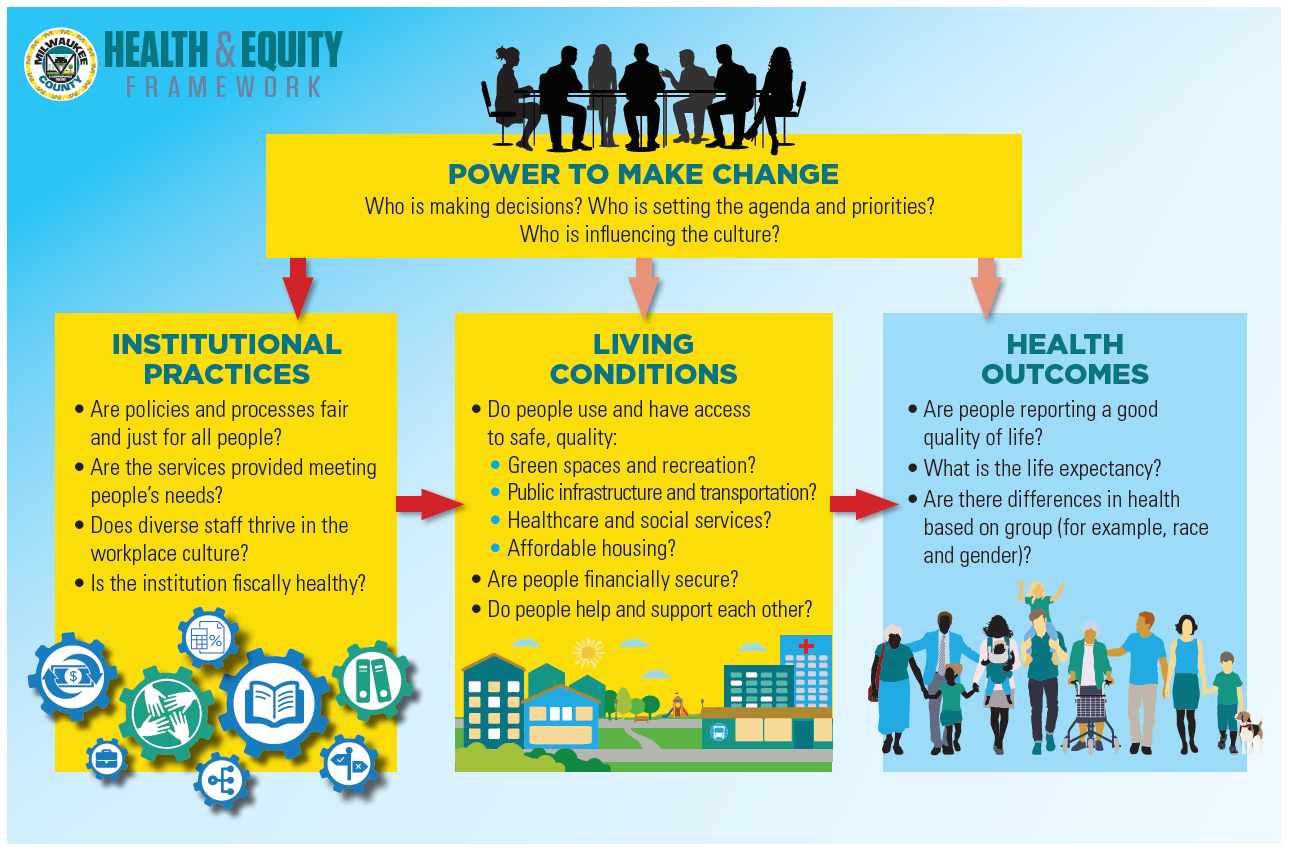 MILWAUKEE
COUNTY
HEALTH & EQUITY
FRAMEWORK
POWER TO MAKE CHANGE
Who is making decisions? Who is setting the agenda and priorities?
Who is influencing the culture?
INSTITUTIONAL
PRACTICES
• Are policies and processes fair
and just for all people?
• Are the services provided meeting
people’s needs?
• Does diverse staff thrive in the
workplace culture?
• Is the institution fiscally healthy?
$
%
LIVING
CONDITIONS
• Do people use and have access
to safe, quality:
• Green spaces and recreation?
• Public infrastructure and transportation?
• Healthcare and social services?
• Affordable housing?
• Are people financially secure?
• Do people help and support each other?
HEALTH
OUTCOMES
• Are people reporting a good
quality of life?
• What is the life expectancy?
• Are there differences in health
based on group (for example, race
and gender)?